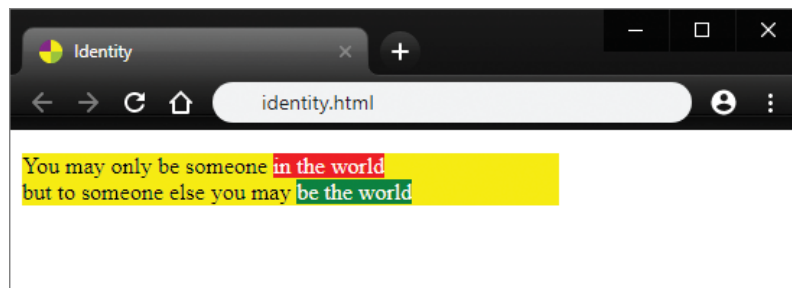 Identity
identity.html
You may only be someone in the world
but to someone else you may be the world